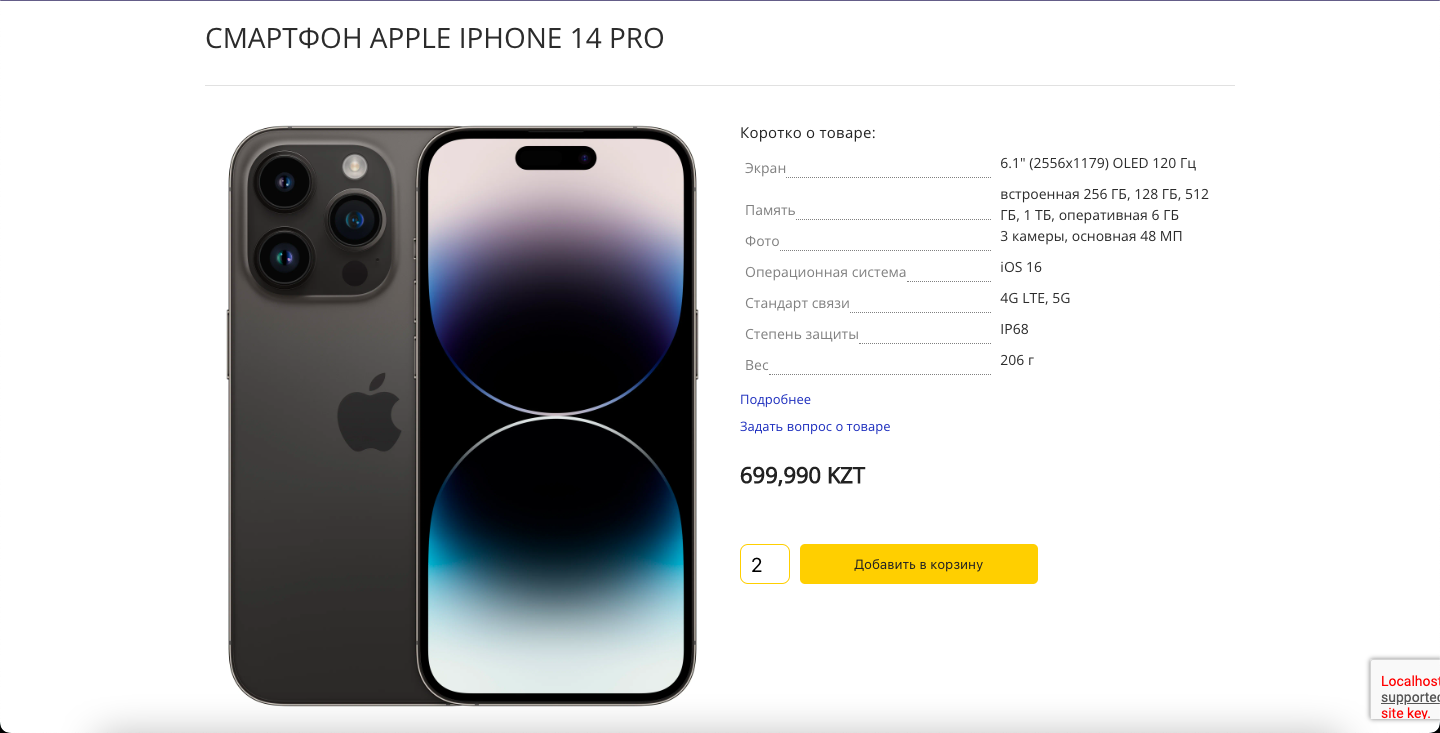 СМАРТФОН APPLE IPHONE 14 PRO
Коротко о товаре:
Экран 6.1" (2556x1179) OLED 120 Гц
Память встроенная 256 ГБ, 128 ГБ, 512
ГБ, 1 ТБ, оперативная 6 ГБ
Фото 3 камеры, основная 48 МП
Операционная система iOS 16
Стандарт связи 4G LTE, 5G
Степень защиты IP68
Вес 206 г
Подробнее
Задать вопрос о товаре
699,990 KZT
2 Добавить в корзину
Localhost
supported
site key.